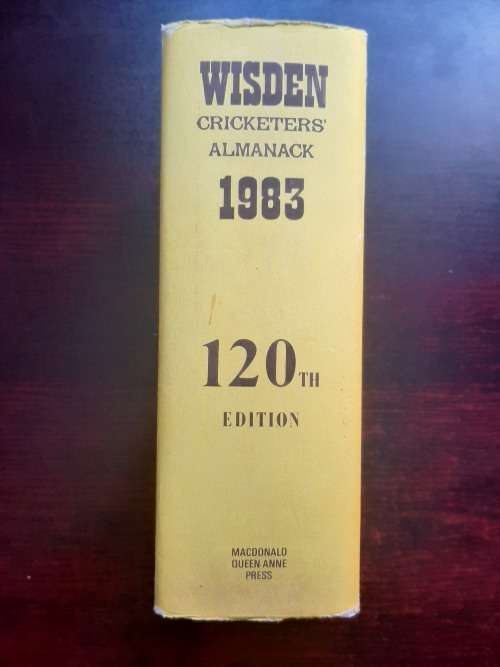 WISDEN
CRICKETERS'
ALMANACK
1983
120TH
EDITION
MACDONALD
QUEEN ANNE
PRESS